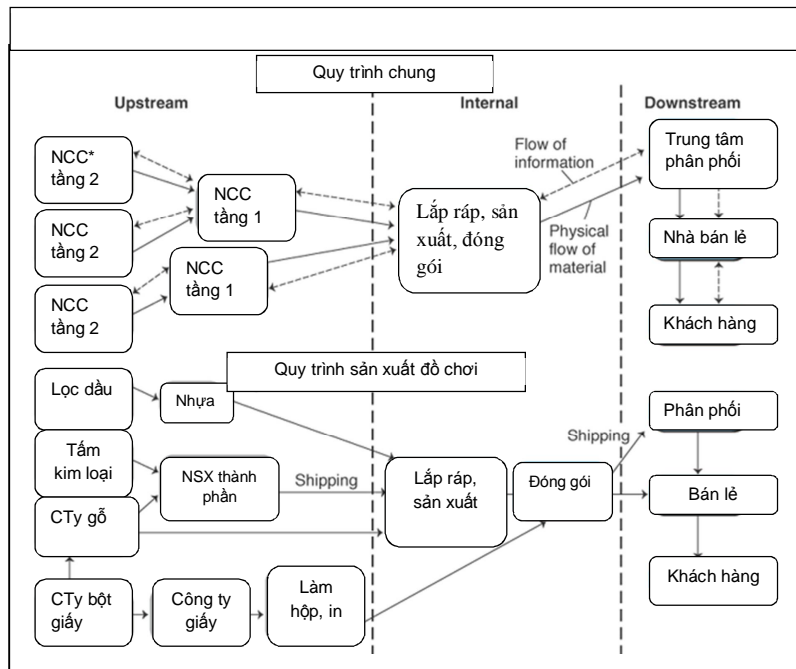 Quy trình chung
Upstream
Internal
Downstream
NCC*
tầng 2
NCC
tầng 2
NCC
tầng 2
NCC
tầng 1
NCC
tầng 1
Lắp ráp, sản
xuất, đóng
gói
Flow of
information
Physical
flow of
material
Trung tâm
phân phối
Nhà bán lẻ
Khách hàng
Quy trình sản xuất đồ chơi
Lọc dầu
Nhựa
Tấm
kim loại
NSX thành
phần
CTy gỗ
CTy bột
giấy
Công ty
giấy
Làm
hộp, in
Shipping
Lắp ráp,
sản xuất
Đóng gói
Shipping
Phân phối
Bán lẻ
Khách hàng